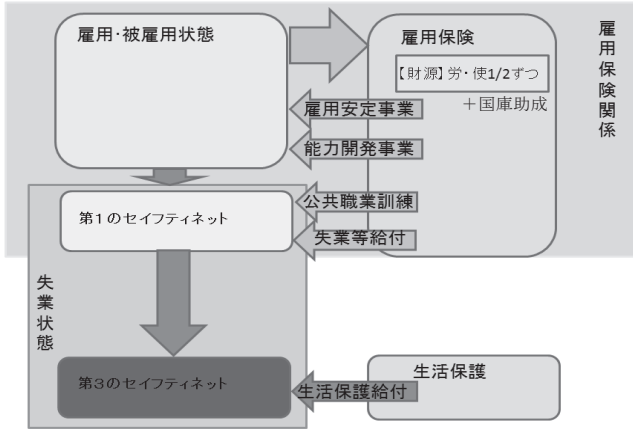 雇用・被雇用状態
雇用保険
【財源】労・使1/2ずつ
＋国庫助成
雇用保険関係
雇用安定事業
能力開発事業
公共職業訓練
第1のセイフティネット
失業等給付
失業状態
第3のセイフティネット
生活保護給付
生活保護